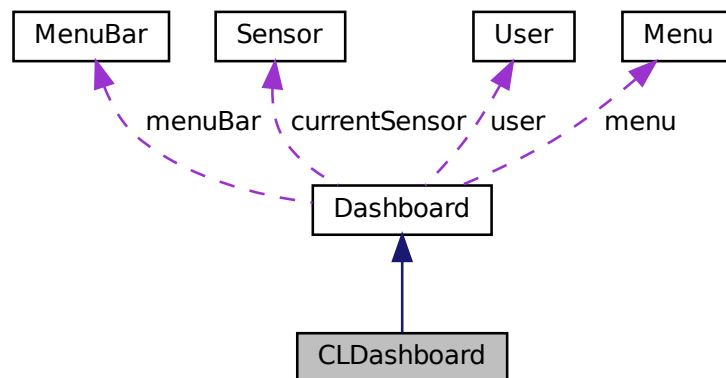 MenuBar
Sensor
User
Menu
menuBar
currentSensor
user
menu
Dashboard
CLDashboard